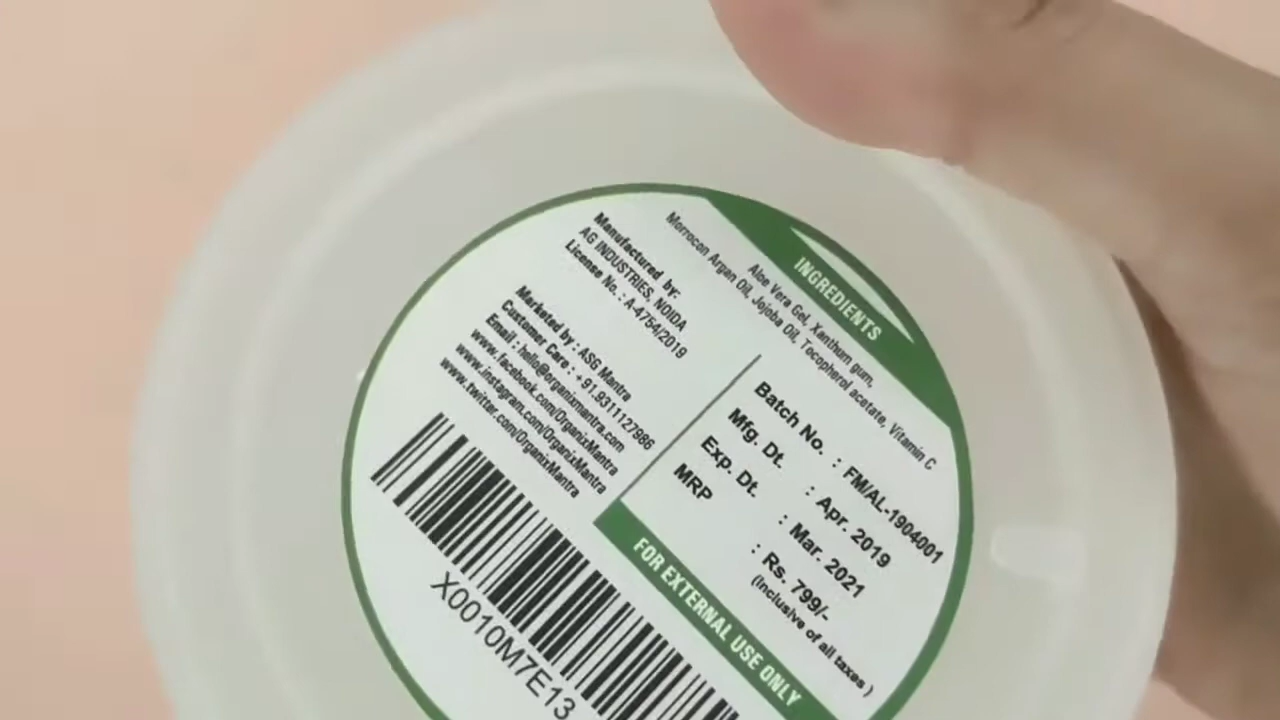 INGREDIENTS
Aloe Vera Gel, Xanthum gum,
Morrocon Argan Oil, Jojoba Oil, Tocopherol acetate, Vitamin C
Manufactured by:
AG INDUSTRIES, NOIDA
License No. : A-4754/2019
Marketed by : ASG Mantra
Customer Care : +91.9311127986
Email : hello@organixmantra.com
www.facebook.com/OrganixMantra
www.instagram.com/OrganixMantra
www.twitter.com/OrganixMantra
Batch No. : FM/AL-1904001
Mfg. Dt. : Apr. 2019
Exp. Dt. : Mar. 2021
MRP : Rs. 799/-
(Inclusive of all taxes)
FOR EXTERNAL USE ONLY
X0010M7E13